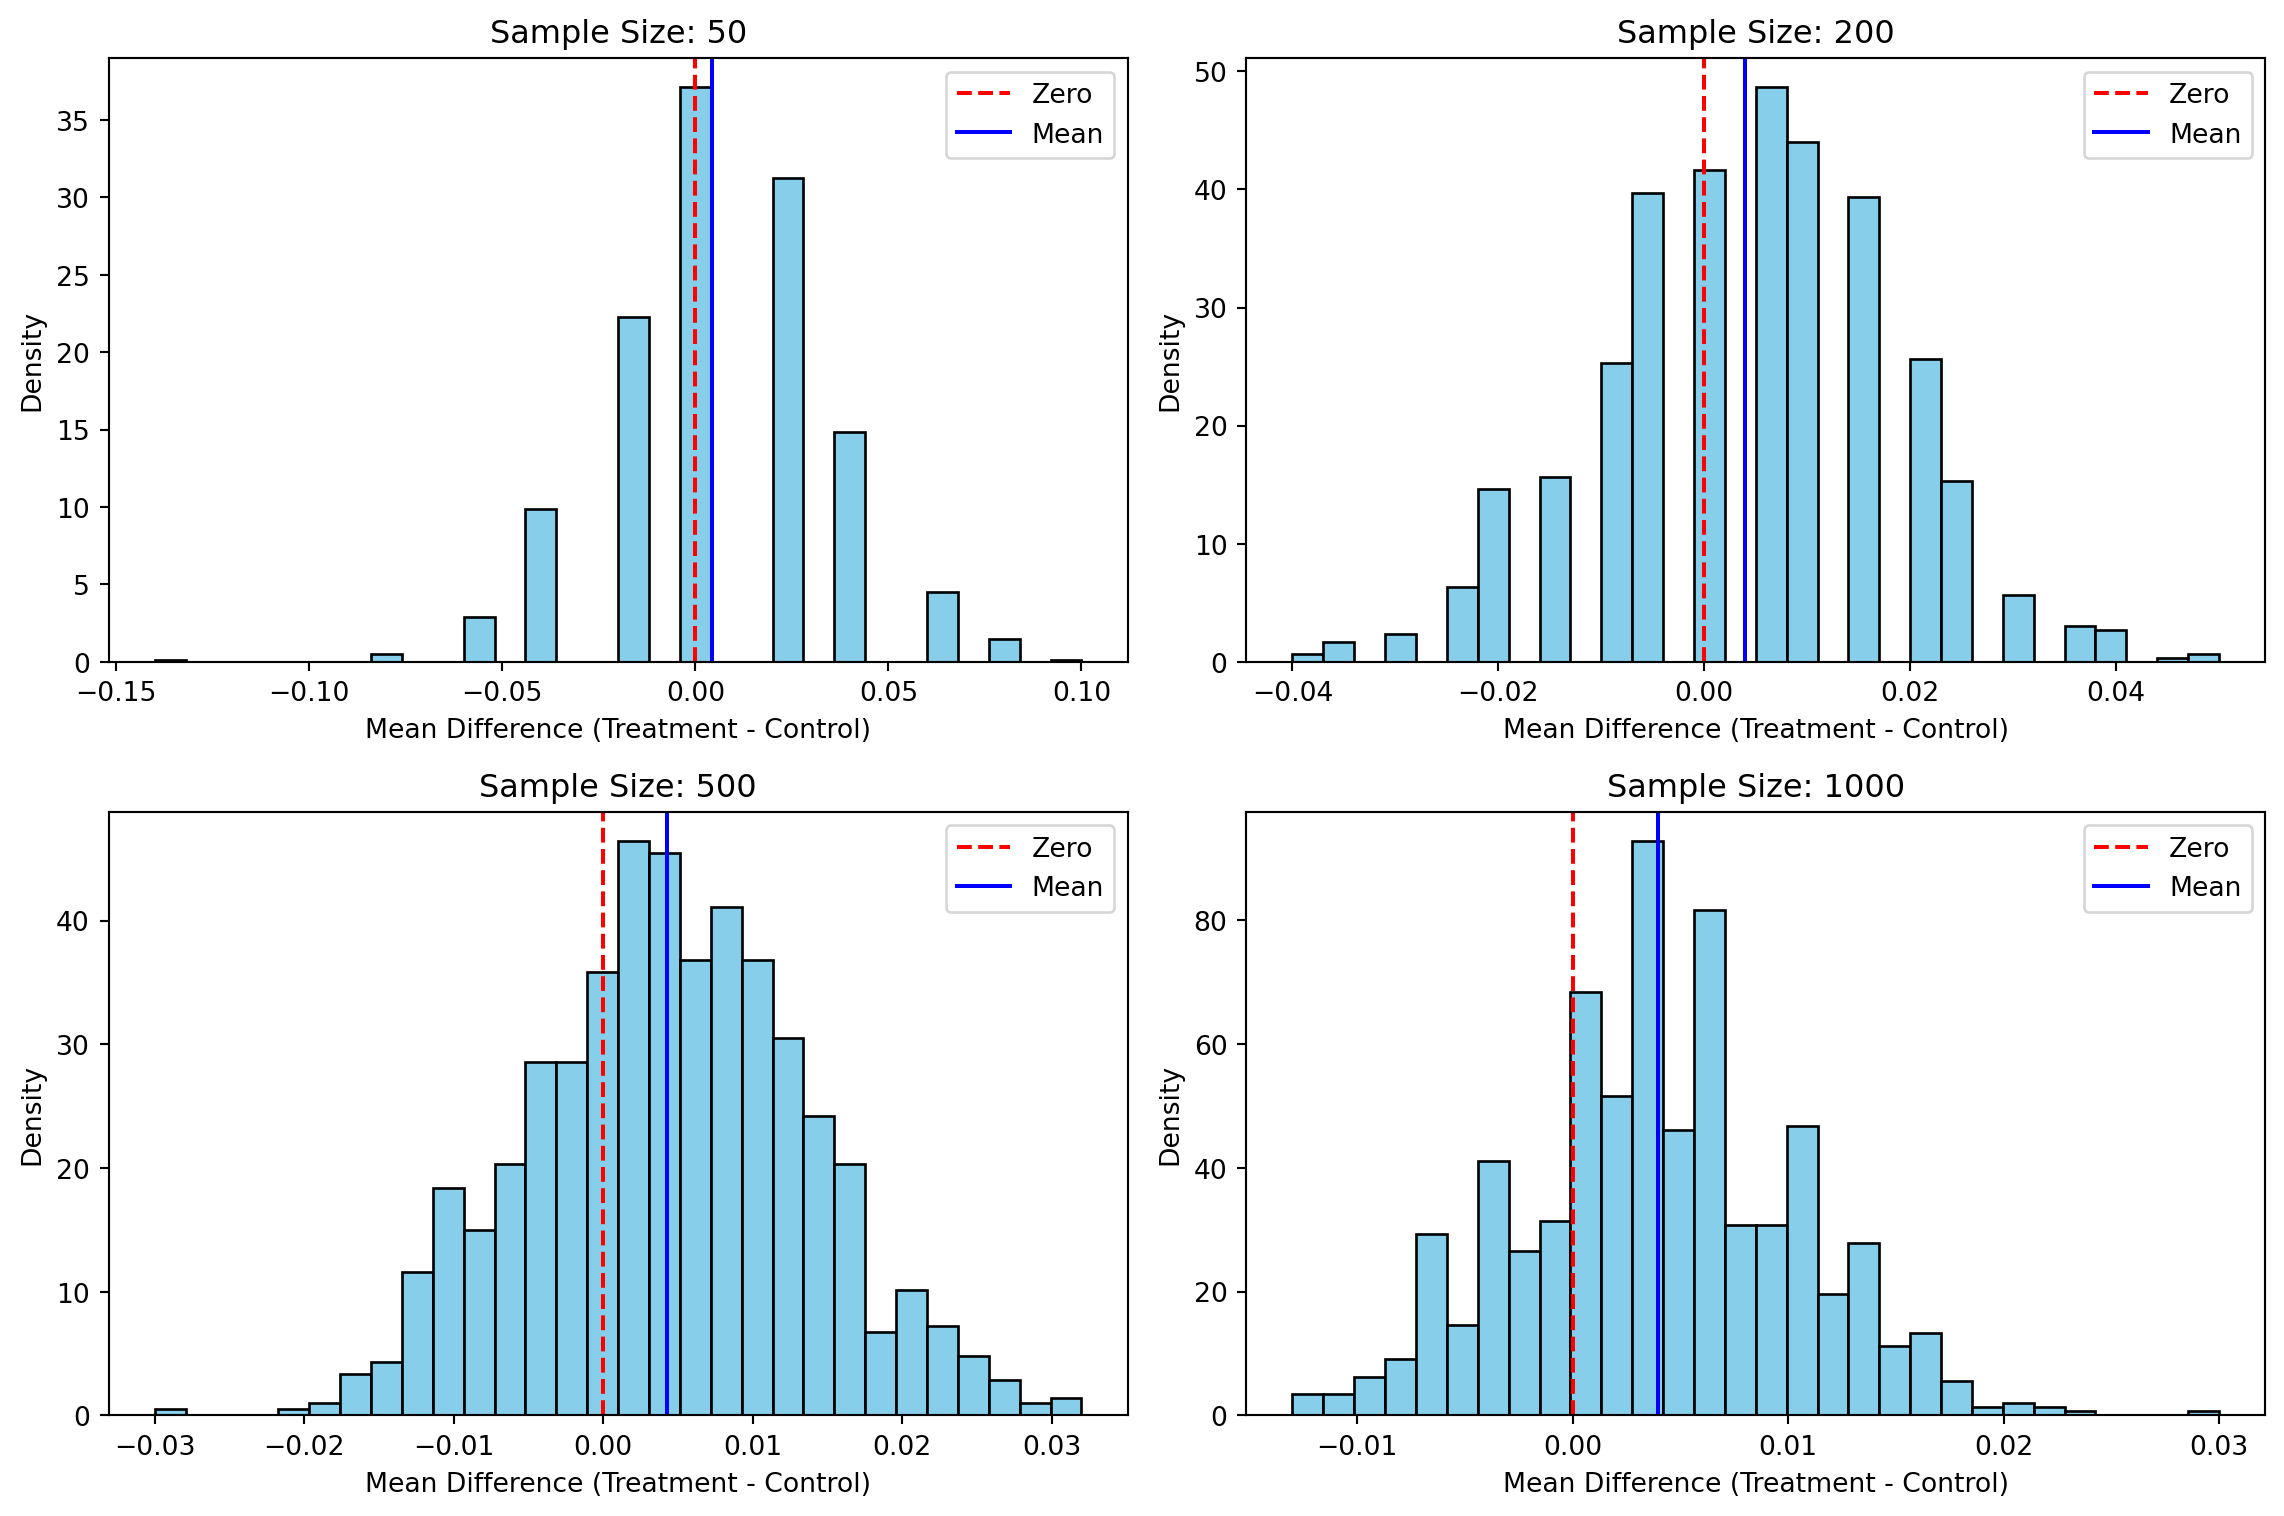 Sample Size: 50
Zero
Mean
35
30
25
20
15
10
5
0
Density
−0.15 −0.10 −0.05 0.00 0.05 0.10
Mean Difference (Treatment - Control)
Sample Size: 200
Zero
Mean
50
40
30
20
10
0
Density
−0.04 −0.02 0.00 0.02 0.04
Mean Difference (Treatment - Control)
Sample Size: 500
Zero
Mean
40
30
20
10
0
Density
−0.03 −0.02 −0.01 0.00 0.01 0.02 0.03
Mean Difference (Treatment - Control)
Sample Size: 1000
Zero
Mean
80
60
40
20
0
Density
−0.01 0.00 0.01 0.02 0.03
Mean Difference (Treatment - Control)